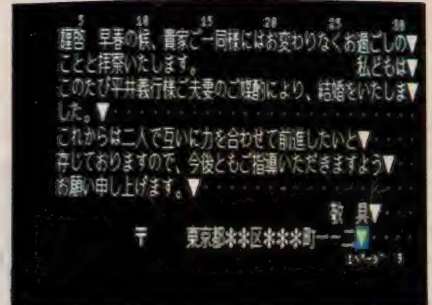 5 10 15 20 25 30
謹啓 早春の候、貴家ご一同様にはお変わりなくお過ごしの▼
ことと拝察いたします。 私どもは▼
このたび平井義行様ご夫妻のご媒酌により、結婚をいたしま▼
した。▼
これからは二人で互いに力を合わせて前進したいと▼
存じておりますので、今後ともご指導いただきますよう▼
お願い申し上げます。▼
敬 具▼
〒 東京都**区***町一一二▼
1ページ 9